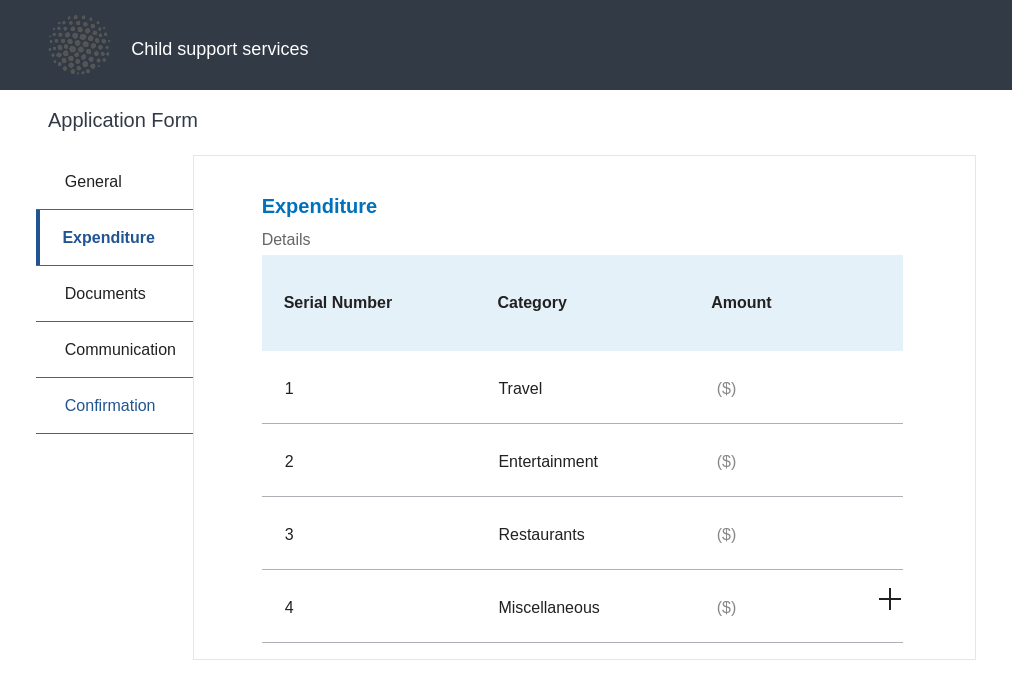 Child support services
Application Form
General
Expenditure
Documents
Communication
Confirmation
Expenditure
Details
Serial Number Category Amount
1 Travel ($)
2 Entertainment ($)
3 Restaurants ($)
4 Miscellaneous ($)